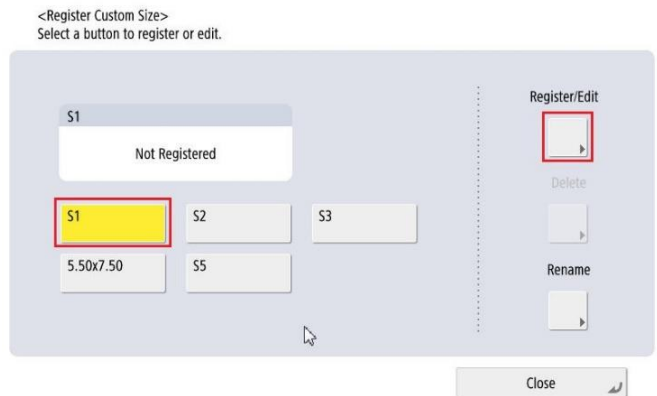 <Register Custom Size>
Select a button to register or edit.
S1
Not Registered
S1
S2
S3
5.50x7.50
S5
Register/Edit
Delete
Rename
Close